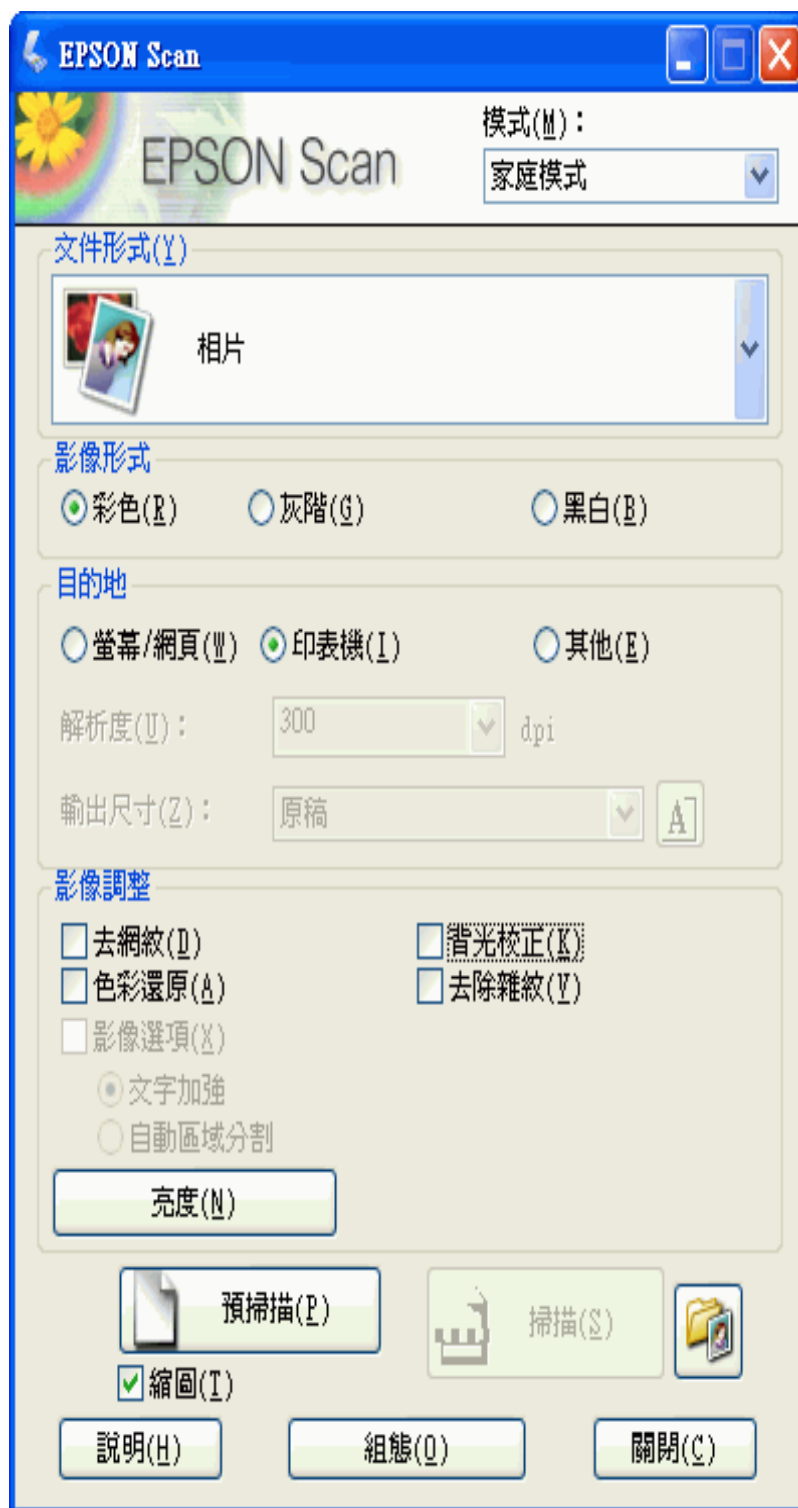 EPSON Scan
EPSON Scan
模式(M)：
家庭模式
文件形式(Y)
相片
影像形式
彩色(R) 灰階(G) 黑白(B)
目的地
螢幕/網頁(W) 印表機(I) 其他(E)
解析度(U)： 300 dpi
輸出尺寸(Z)： 原稿 A
影像調整
去網紋(D) 背光校正(K)
色彩還原(A) 去除雜紋(V)
影像選項(X)
文字加強
自動區域分割
亮度(N)
預掃描(P) 掃描(S)
縮圖(T)
說明(H) 組態(O) 關閉(C)